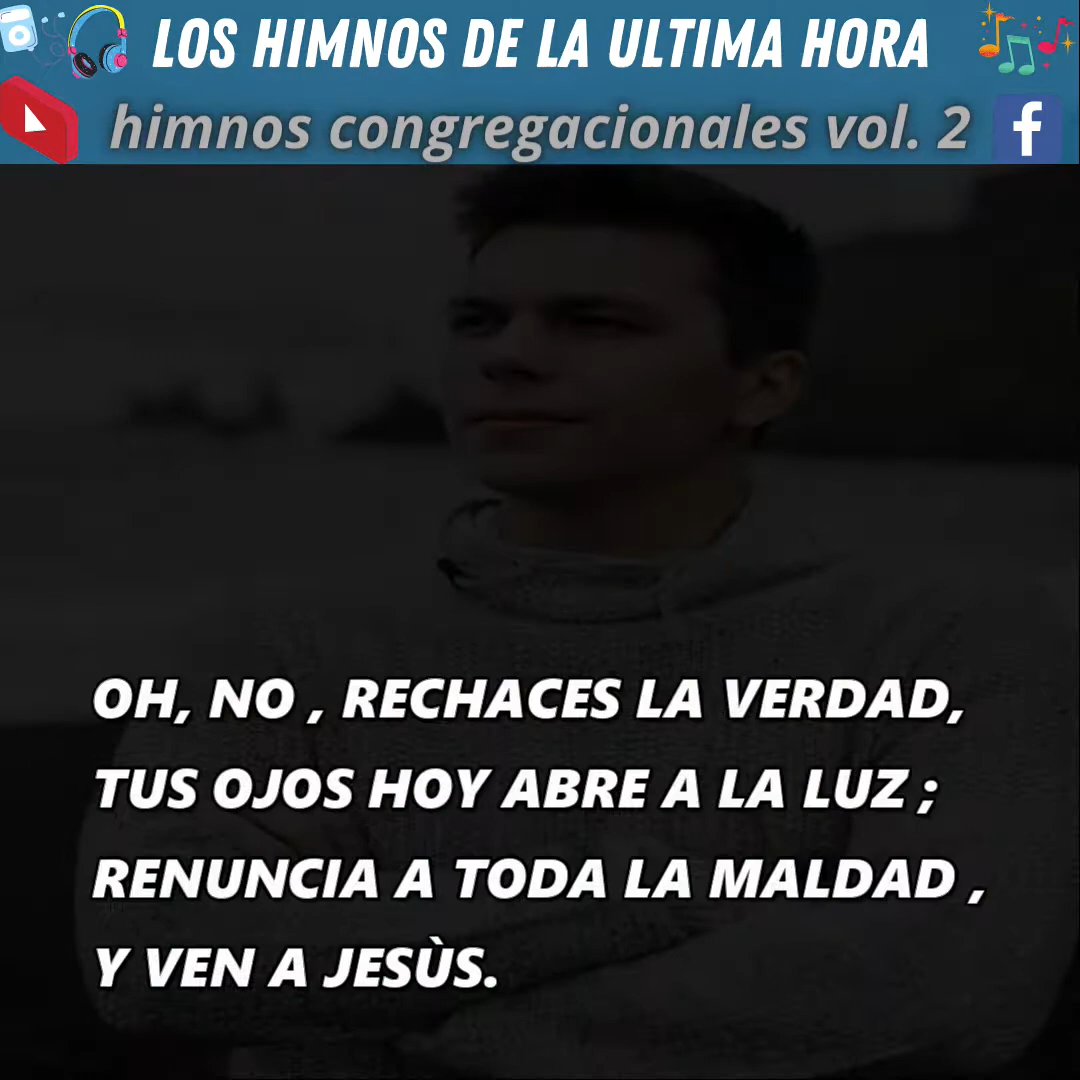 LOS HIMNOS DE LA ULTIMA HORA
himnos congregacionales vol. 2
OH, NO , RECHACES LA VERDAD,
TUS OJOS HOY ABRE A LA LUZ ;
RENUNCIA A TODA LA MALDAD ,
Y VEN A JESÙS.